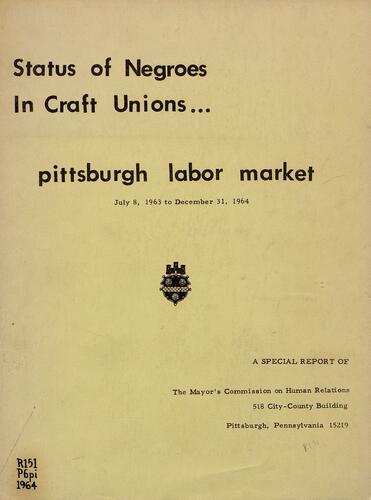 Status of Negroes
In Craft Unions...
pittsburgh labor market
July 8, 1963 to December 31, 1964
A SPECIAL REPORT OF
The Mayor's Commission on Human Relations
518 City-County Building
Pittsburgh, Pennsylvania 15219
R151
P6pi
1964